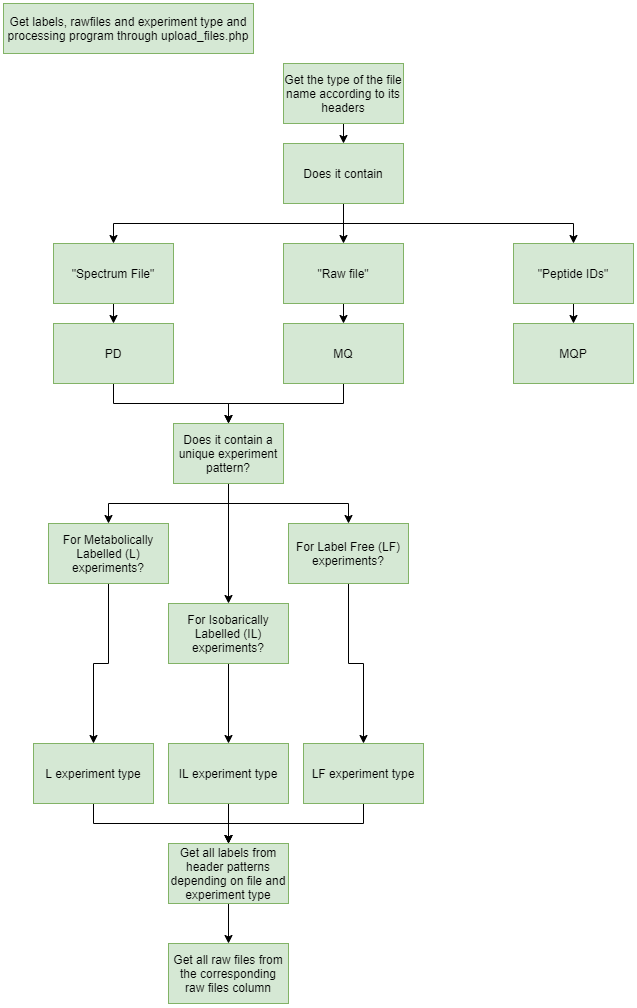 Get labels, rawfiles and experiment type and
processing program through upload_files.php
Get the type of the file
name according to its
headers
Does it contain
"Spectrum File"
"Raw file"
"Peptide IDs"
PD
MQ
MQP
Does it contain a
unique experiment
pattern?
For Metabolically
Labelled (L)
experiments?
For Label Free (LF)
experiments?
For Isobarically
Labelled (IL)
experiments?
L experiment type
IL experiment type
LF experiment type
Get all labels from
header patterns
depending on file and
experiment type
Get all raw files from
the corresponding
raw files column